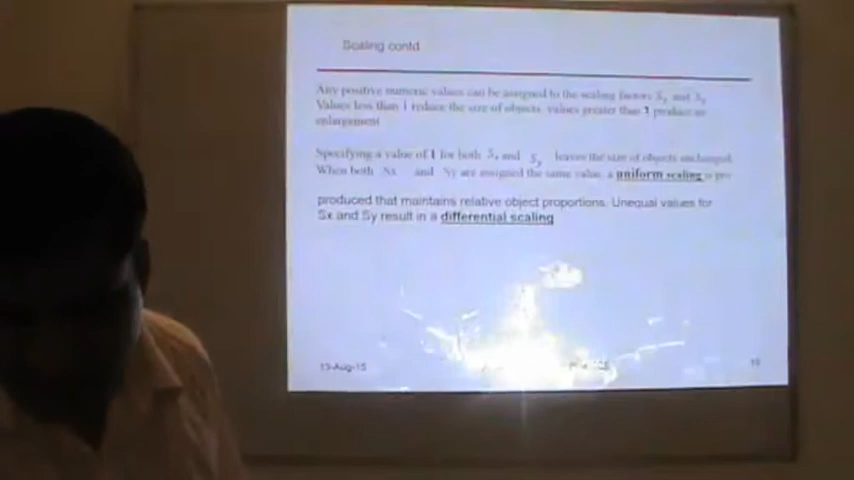 Scaling contd
Any positive numeric values can be assigned to the scaling factors Sx and Sy
Values less than 1 reduce the size of objects, values greater than 1 produce an
enlargement
Specifying a value of 1 for both Sx and Sy leaves the size of objects unchanged.
When both Sx and Sy are assigned the same value, a uniform scaling is pro
produced that maintains relative object proportions. Unequal values for
Sx and Sy result in a differential scaling
13-Aug-15